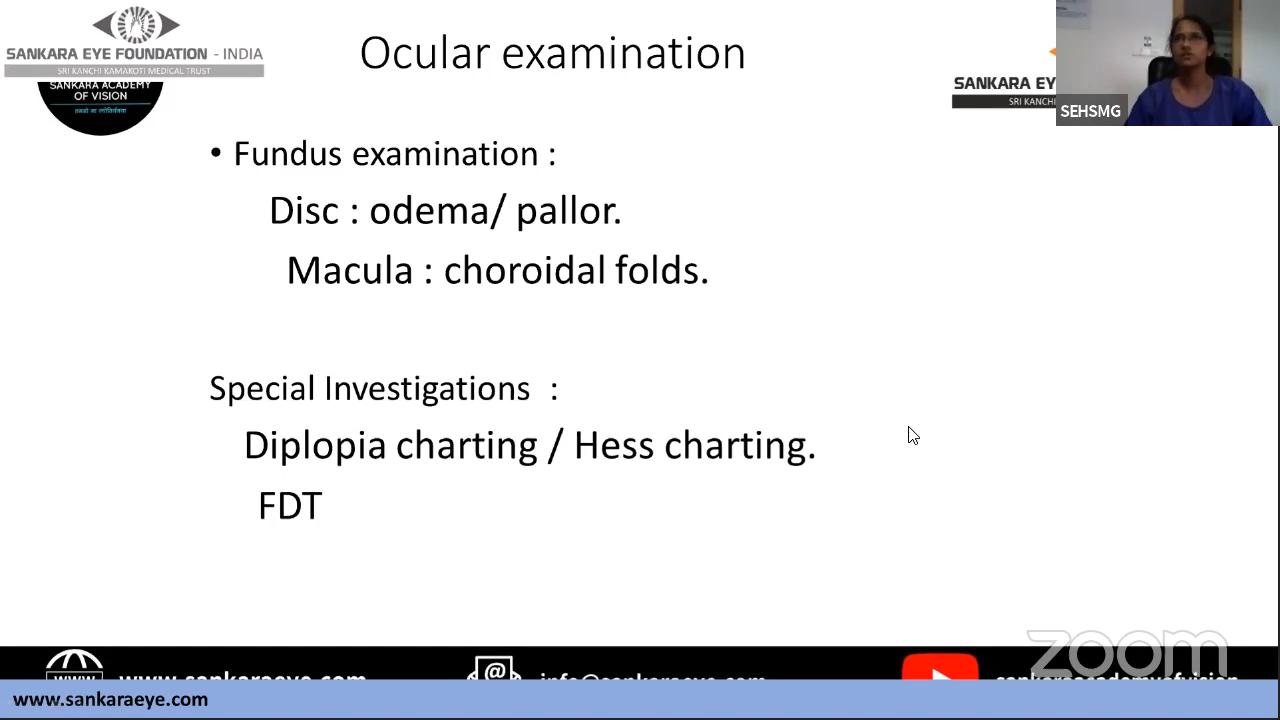 SANKARA EYE FOUNDATION - INDIA
SRI KANCHI KAMAKOTI MEDICAL TRUST
SANKARA ACADEMY
OF VISION
Ocular examination
SANKARA EY
SRI KANCHI
SEHSMG
• Fundus examination :
Disc : odema/ pallor.
Macula : choroidal folds.
Special Investigations :
Diplopia charting / Hess charting.
FDT
zoom
WWW
www.sankaraeye.com
@
info@sankaraeye.com
sankaraacademyofvision
www.sankaraeye.com